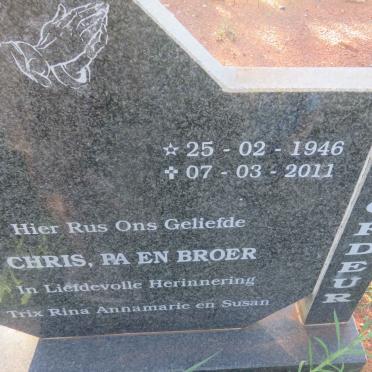 ☆ 25 - 02 - 1946
✝ 07 - 03 - 2011
Hier Rus Ons Geliefde
CHRIS, PA EN BROER
In Liefdevolle Herinnering
Trix Rina Annamarie en Susan